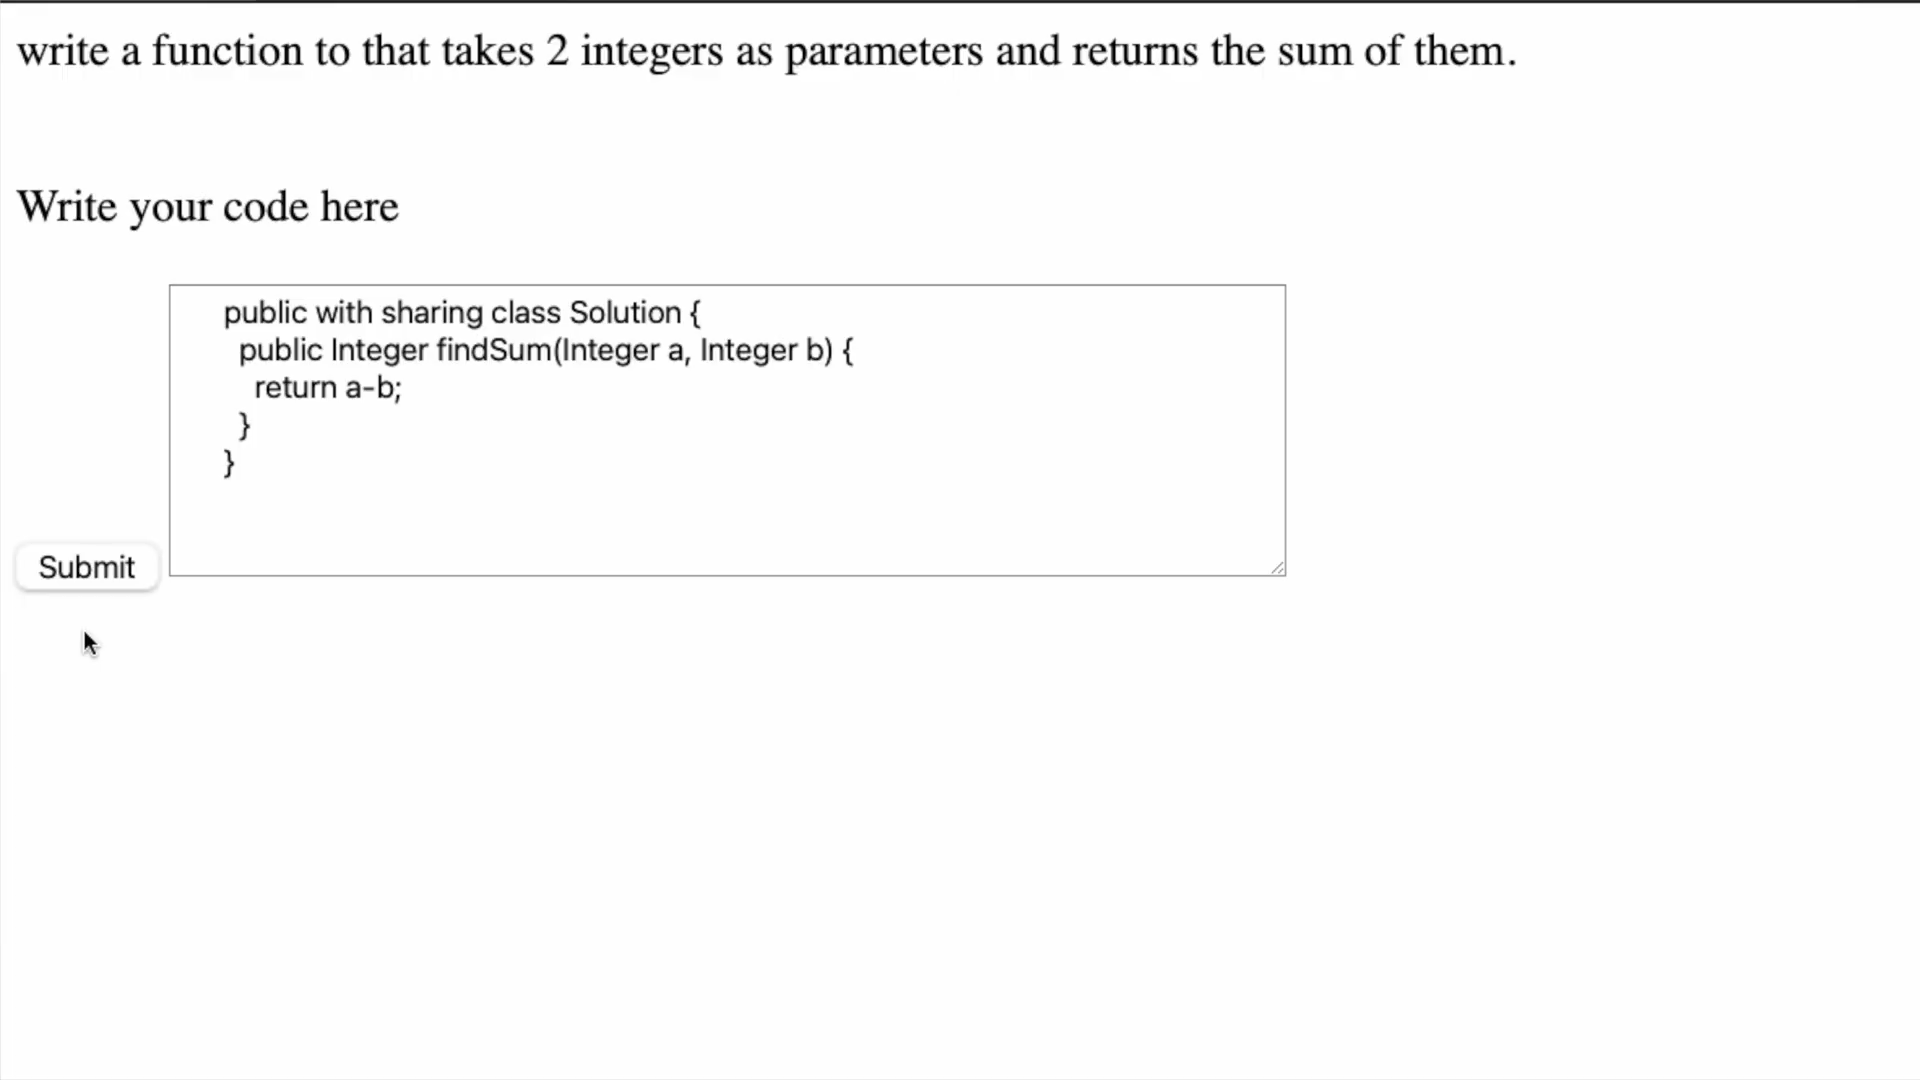 write a function to that takes 2 integers as parameters and returns the sum of them.
Write your code here
public with sharing class Solution {
public Integer findSum(Integer a, Integer b) {
return a-b;
}
}
Submit